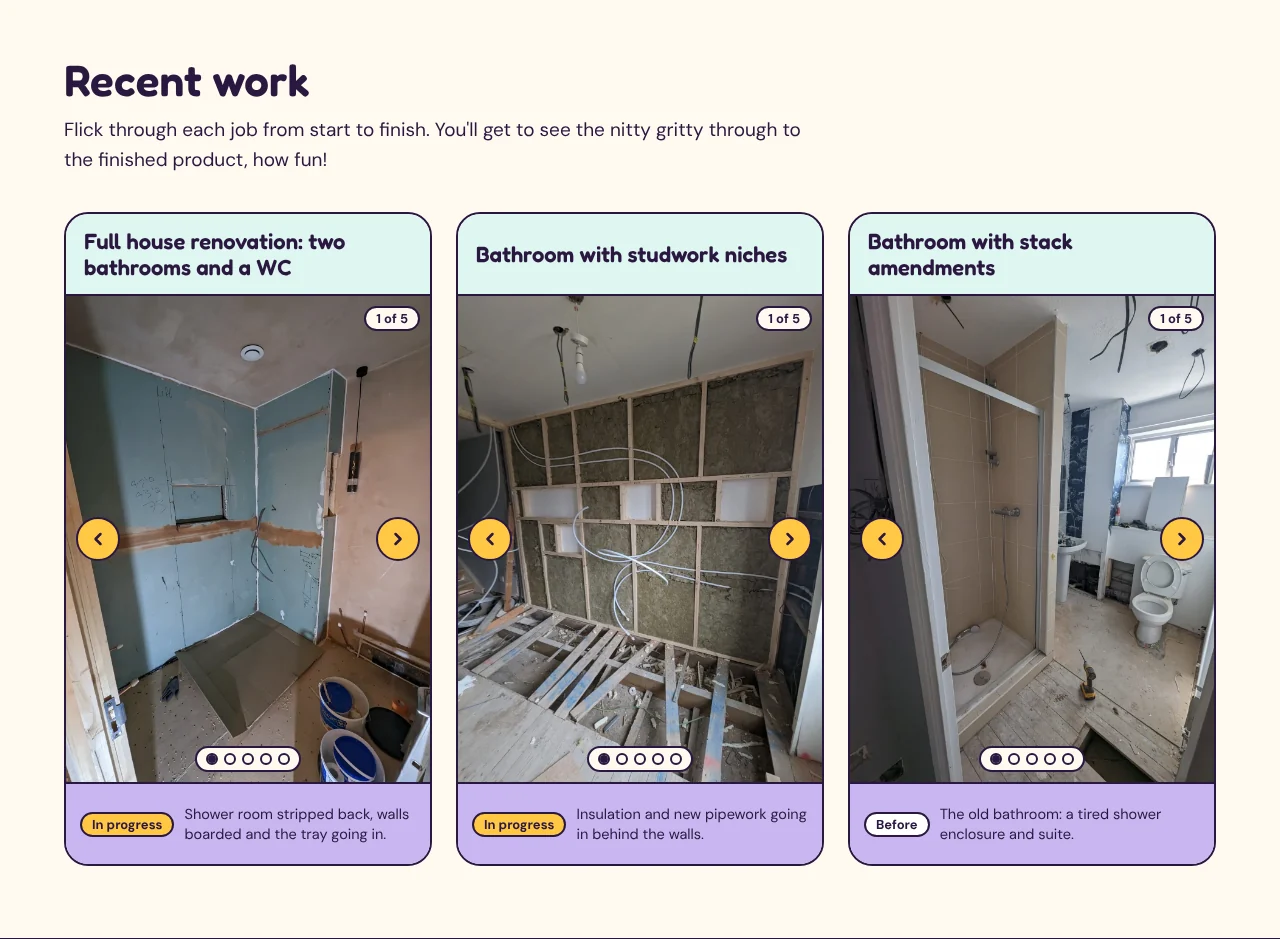 Recent work
Flick through each job from start to finish. You'll get to see the nitty gritty through to
the finished product, how fun!
Full house renovation: two
bathrooms and a WC
1 of 5
In progress
Shower room stripped back, walls
boarded and the tray going in.
Bathroom with studwork niches
1 of 5
In progress
Insulation and new pipework going
in behind the walls.
Bathroom with stack
amendments
1 of 5
Before
The old bathroom: a tired shower
enclosure and suite.